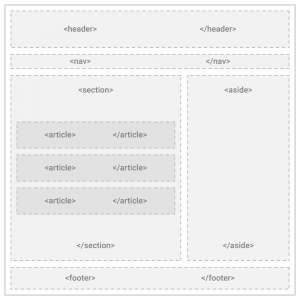 <header> </header>
<nav> </nav>
<section>
<article> </article>
<article> </article>
<article> </article>
</section>
<aside>
</aside>
<footer> </footer>